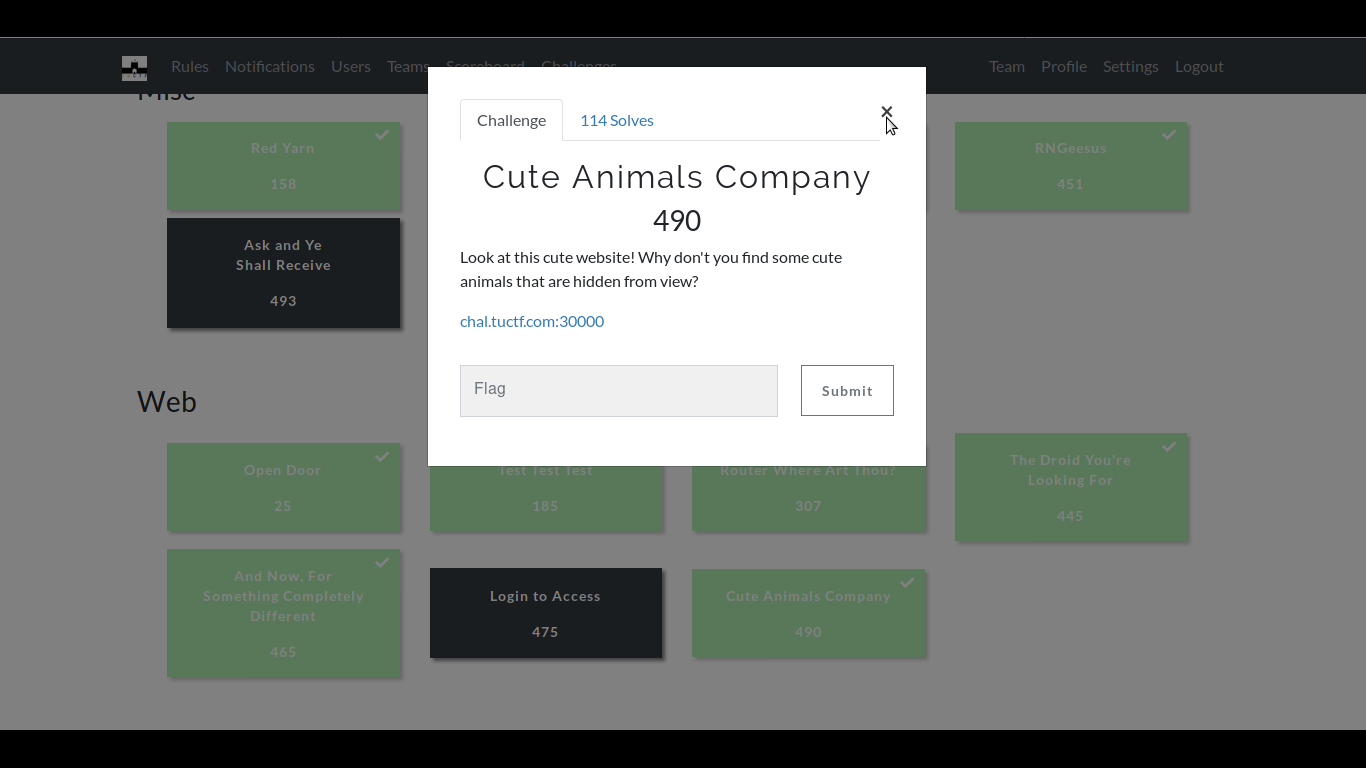 Rules Notifications Users Teams Scoreboard Challenges Team Profile Settings Logout
Misc
Challenge 114 Solves ×
Cute Animals Company
490
Look at this cute website! Why don't you find some cute
animals that are hidden from view?
chal.tuctf.com:30000
Flag Submit
Red Yarn
158
RNGeesus
451
Ask and Ye
Shall Receive
493
Web
Open Door
25
Test Test Test
185
Router Where Art Thou?
307
The Droid You're
Looking For
445
And Now, For
Something Completely
Different
465
Login to Access
475
Cute Animals Company
490